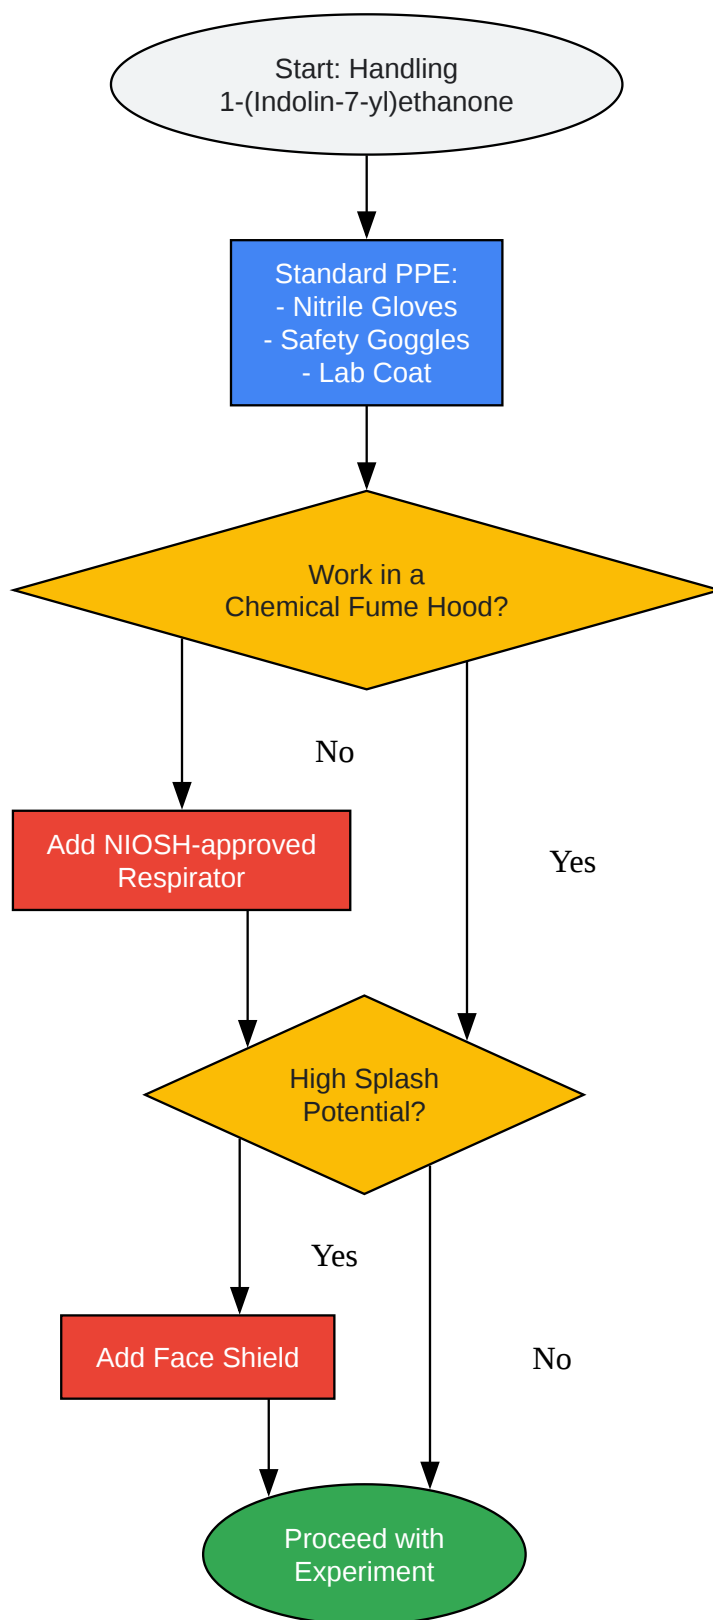 Start: Handling
1-(Indolin-7-yl)ethanone
Standard PPE:
- Nitrile Gloves
- Safety Goggles
- Lab Coat
Work in a
Chemical Fume Hood?
No
Add NIOSH-approved
Respirator
Yes
High Splash
Potential?
Yes
Add Face Shield
No
Proceed with
Experiment